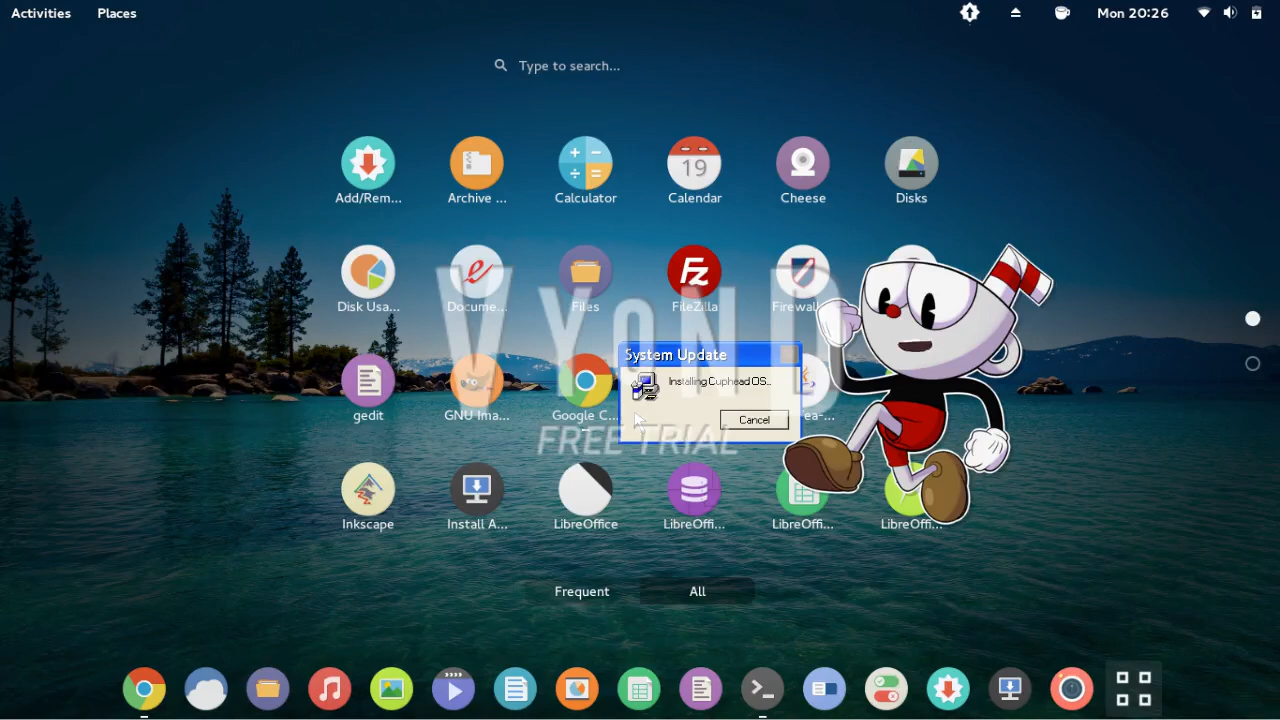 Activities Places Mon 20:26
Type to search...
Add/Rem... Archive ... Calculator Calendar Cheese Disks
19
Disk Usa... Docume... Files FileZilla Firewall
Fz
VYOND
System Update
Installing Cuphead OS..
Cancel
gedit GNU Ima... Google C... ea-...
FREE TRIAL
Inkscape Install A... LibreOffice LibreOffi... LibreOffi... LibreOffi...
Frequent All